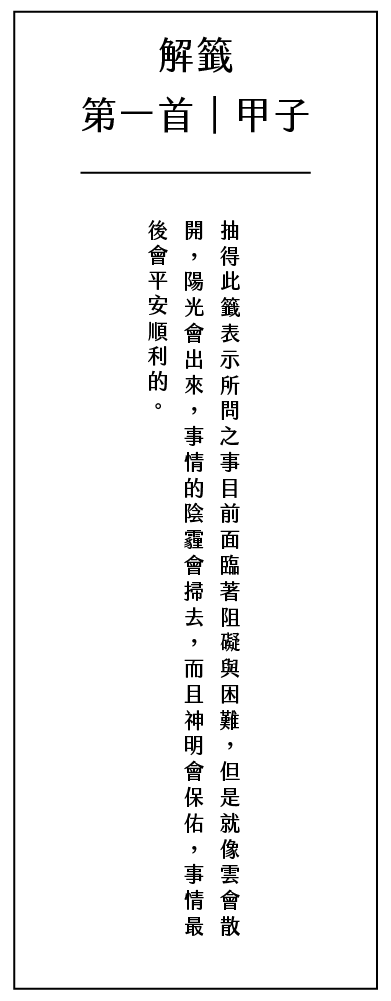 解籤
第一首｜甲子
抽得此籤表示所問之事目前面臨著阻礙與困難，但是就像雲會散
開，陽光會出來，事情的陰霾會掃去，而且神明會保佑，事情最
後會平安順利的。